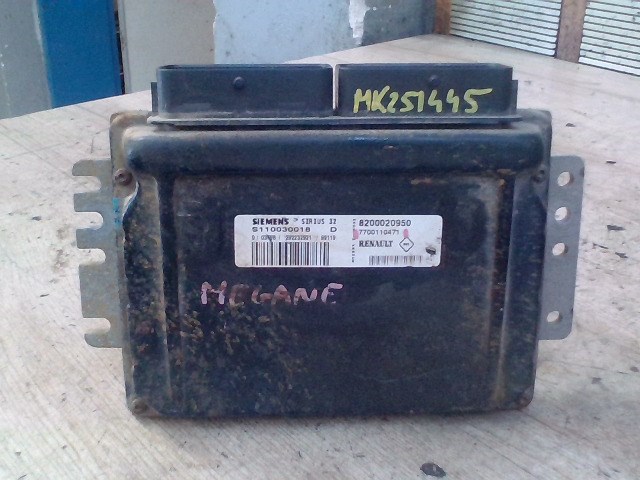 MK251445
SIEMENS SIRIUS 32
S110030018 D
8200020950
7700110471
RENAULT
MEGANE